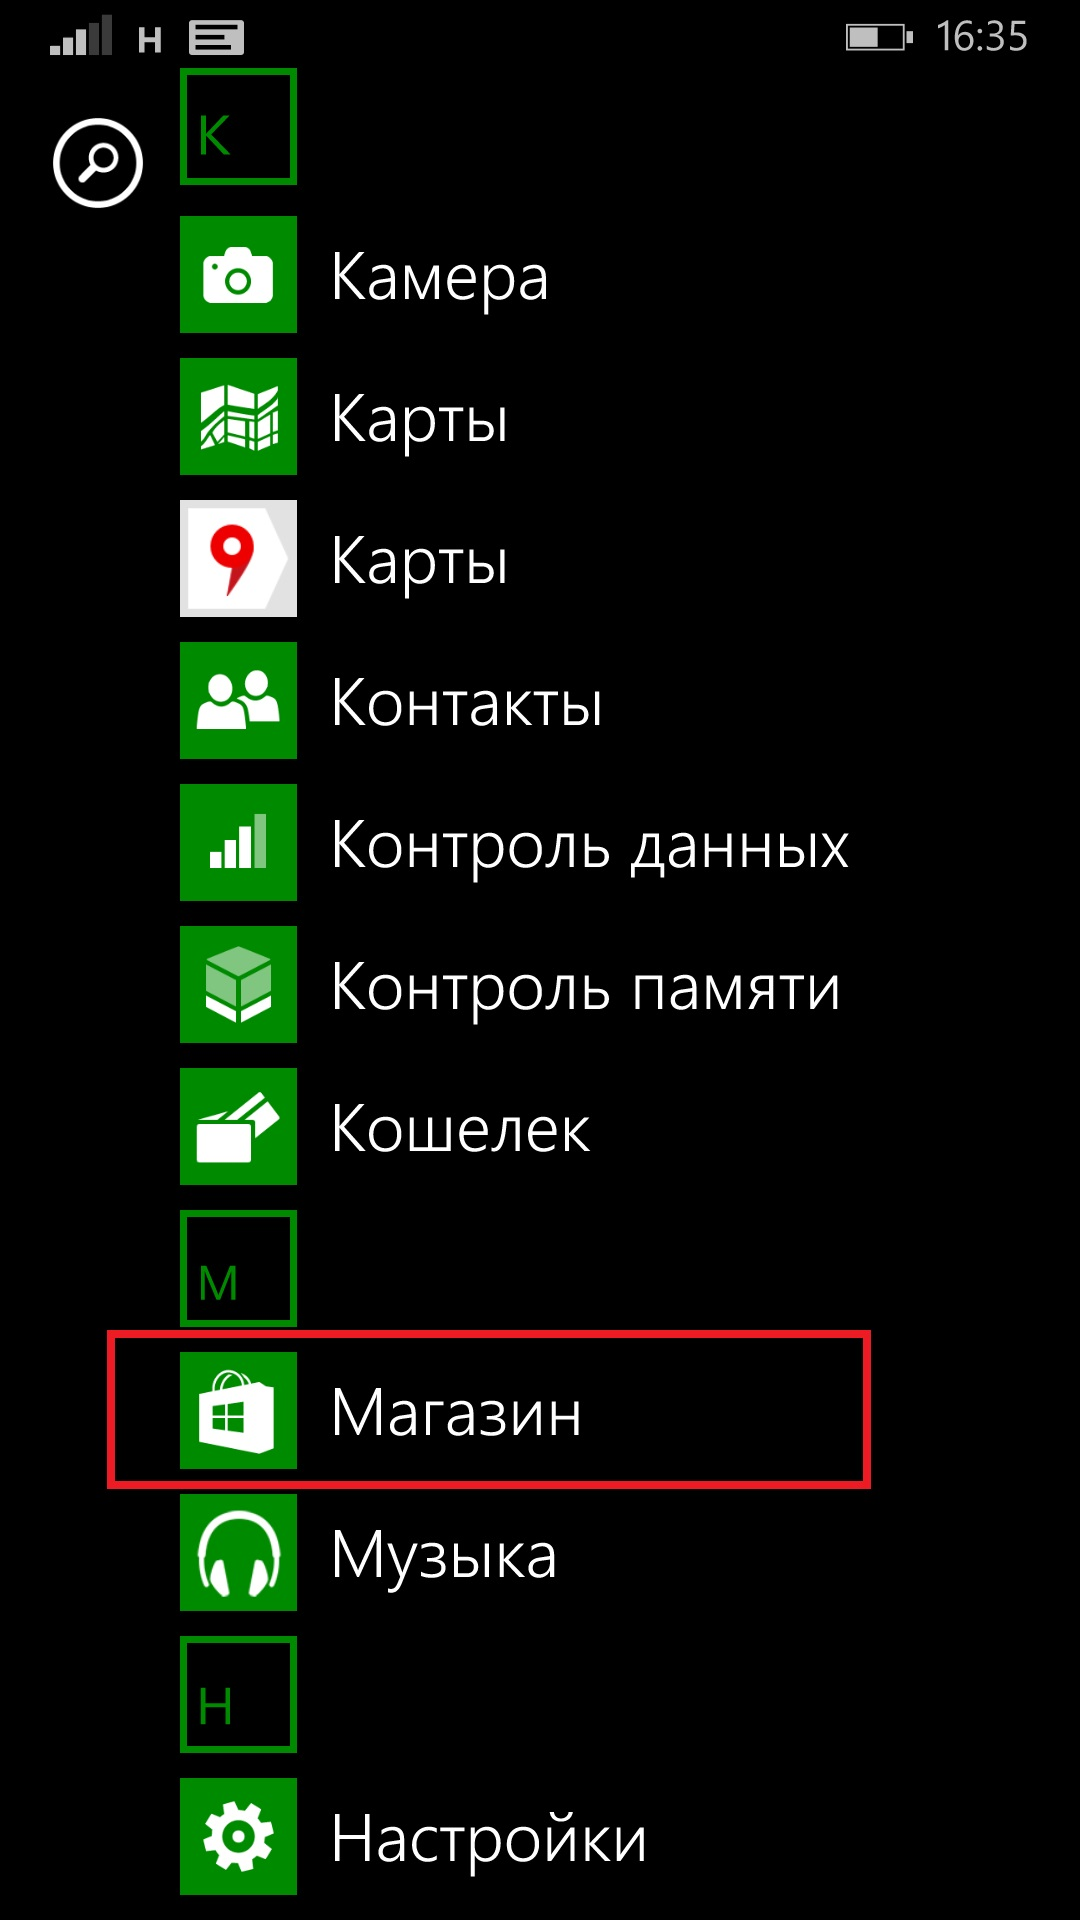 H
16:35
К
Камера
Карты
Карты
Контакты
Контроль данных
Контроль памяти
Кошелек
М
Магазин
Музыка
Н
Настройки